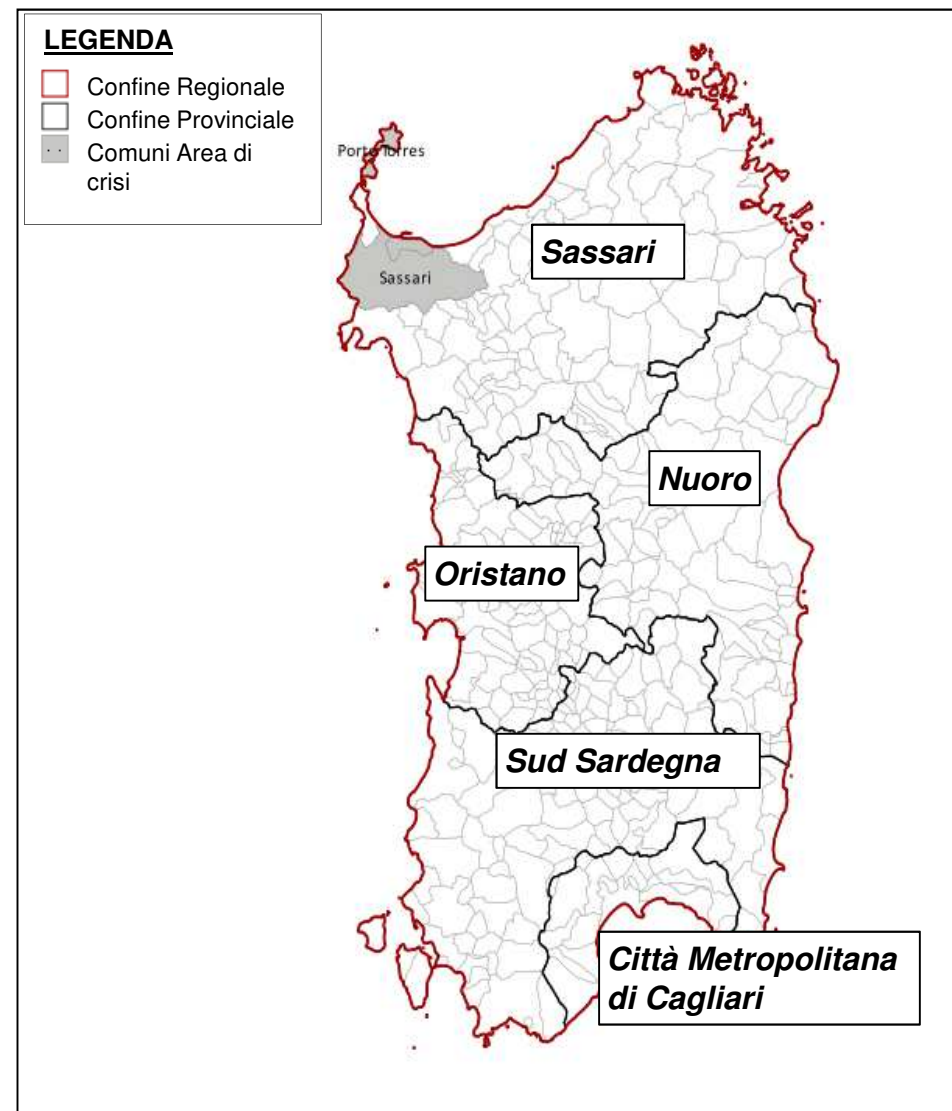 LEGENDA
Confine Regionale
Confine Provinciale
Comuni Area di
crisi
Porto Torres
Sassari
Sassari
Nuoro
Oristano
Sud Sardegna
Città Metropolitana
di Cagliari